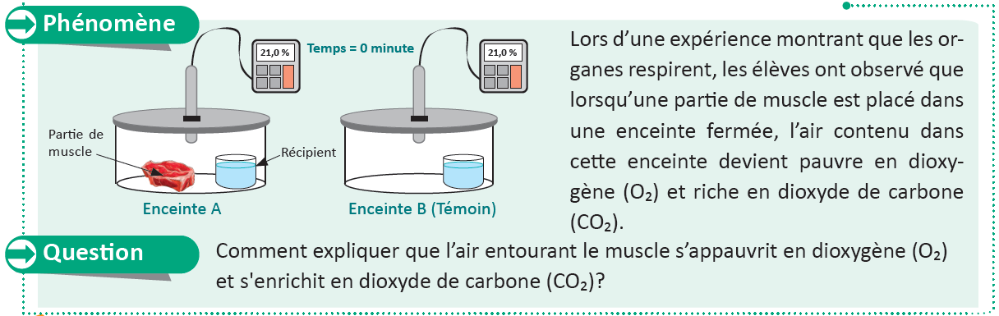 Phénomène
21,0 %
Temps = 0 minute
21,0 %
Partie de
muscle
Récipient
Enceinte A
Enceinte B (Témoin)
Lors d’une expérience montrant que les or-
ganes respirent, les élèves ont observé que
lorsqu’une partie de muscle est placé dans
une enceinte fermée, l’air contenu dans
cette enceinte devient pauvre en dioxy-
gène (O₂) et riche en dioxyde de carbone
(CO₂).
Question
Comment expliquer que l’air entourant le muscle s’appauvrit en dioxygène (O₂)
et s'enrichit en dioxyde de carbone (CO₂)?